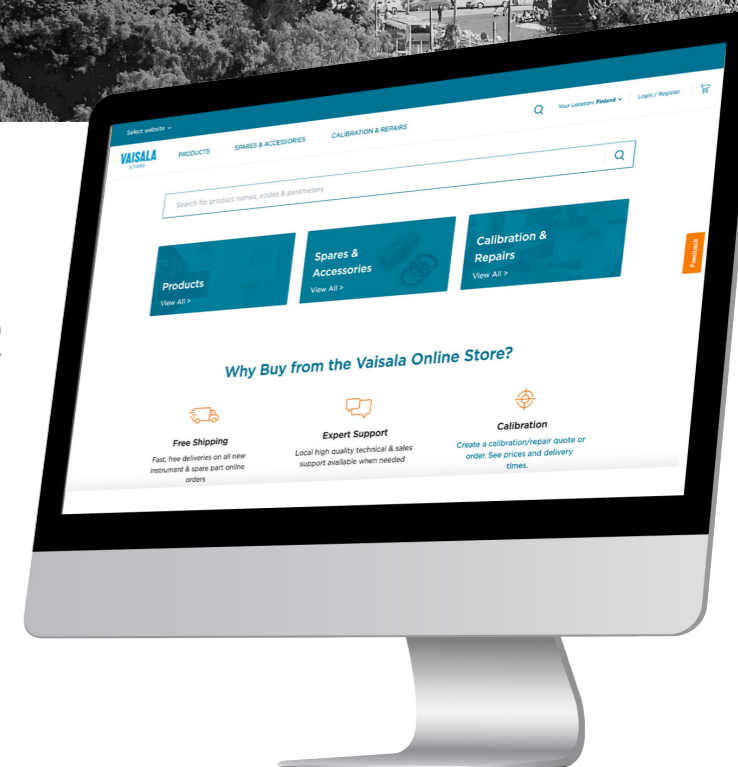 Select website
VAISALA
STORE
PRODUCTS
SPARES & ACCESSORIES
CALIBRATION & REPAIRS
Your Location: Finland
Login / Register
Search for product names, codes & parameters
Products
View All >
Spares &
Accessories
View All >
Calibration &
Repairs
View All >
Feedback
Why Buy from the Vaisala Online Store?
Free Shipping
Fast, free deliveries on all new
instrument & spare part online
orders
Expert Support
Local high quality technical & sales
support available when needed
Calibration
Create a calibration/repair quote or
order. See prices and delivery
times.